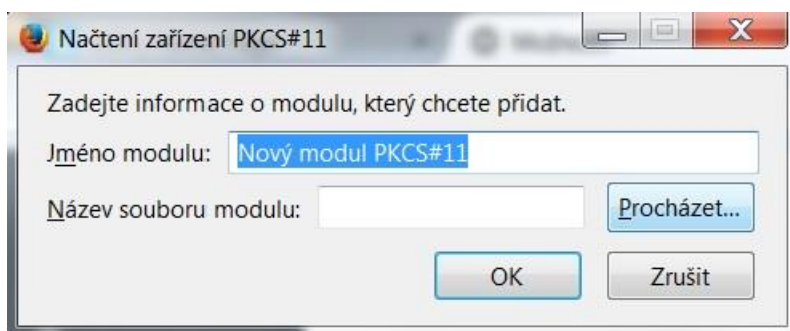 Načtení zařízení PKCS#11
Zadejte informace o modulu, který chcete přidat.
Jméno modulu: Nový modul PKCS#11
Název souboru modulu: Procházet...
OK Zrušit